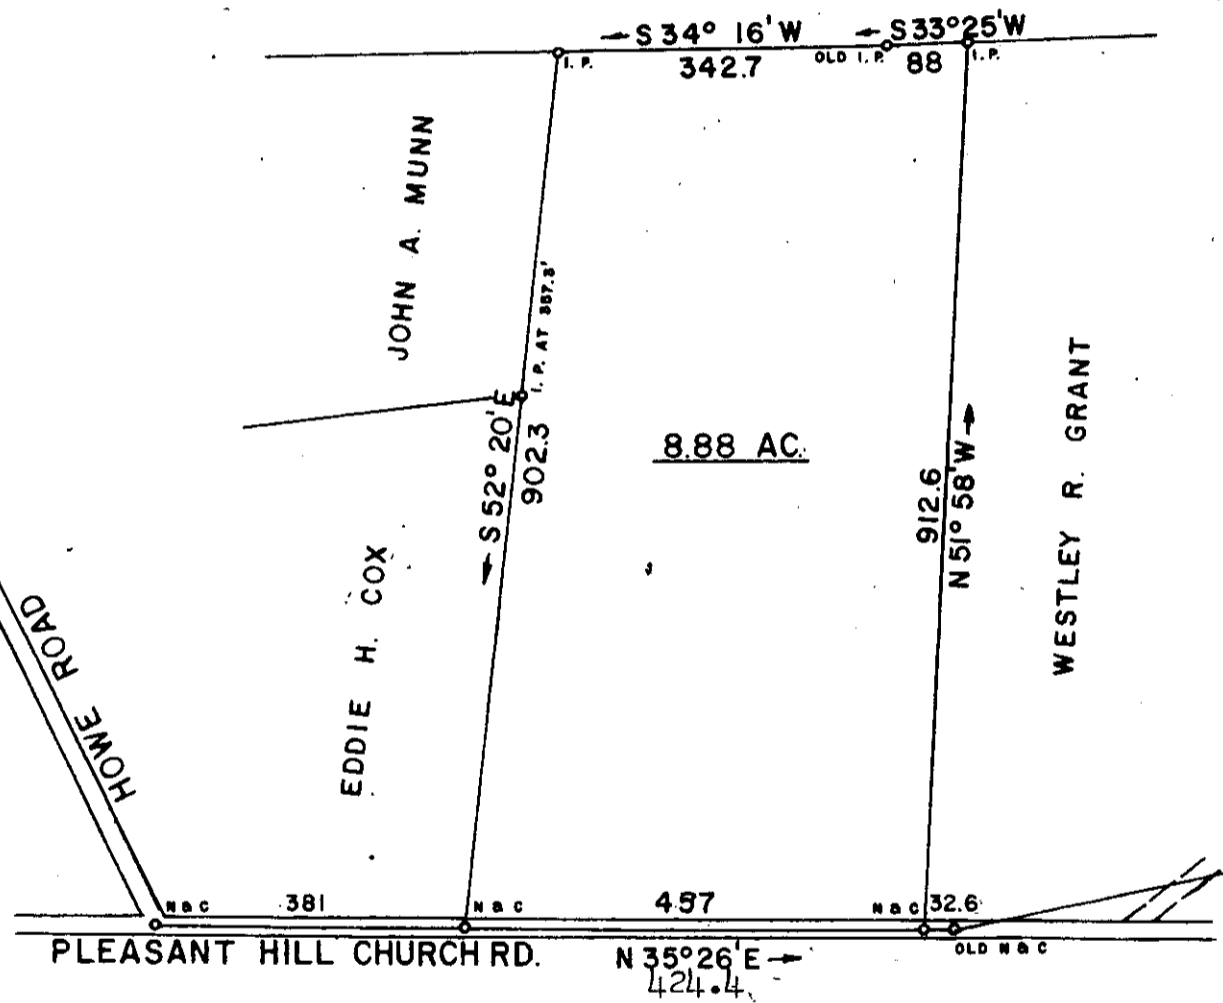 ← S 34° 16' W
← S 33° 25' W
I. P.
342.7
OLD I. P.
88
I. P.
JOHN A. MUNN
I. P. AT 357.3'
← S 52° 20' E
902.3
8.88 AC.
912.6
N 51° 58' W →
WESTLEY R. GRANT
EDDIE H. COX
HOWE ROAD
N & C
381
N & C
457
N & C
32.6
OLD N & C
PLEASANT HILL CHURCH RD.
N 35° 26' E →
424.4